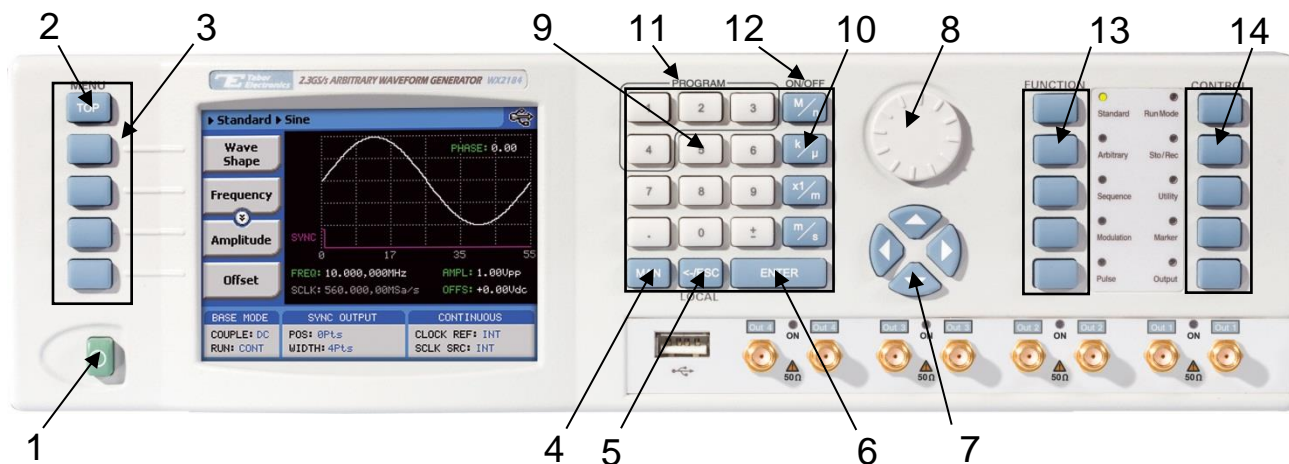 2
3
11
12
8
13
9
10
14
MENU
TOP
Tabor Electronics 2.3GS/s ARBITRARY WAVEFORM GENERATOR WX2184
▸ Standard ▸ Sine
Wave Shape
Frequency
Amplitude
Offset
PHASE: 0.00
SYNC
0 17 35 55
FREQ: 10.000,000MHz AMPL: 1.00Vpp
SCLK: 560.000,00MSa/s OFFS: +0.00Vdc
BASE MODE SYNC OUTPUT CONTINUOUS
COUPLE: DC POS: 0Pts CLOCK REF: INT
RUN: CONT WIDTH: 4Pts SCLK SRC: INT
PROGRAM ON/OFF
1 2 3 M/n
4 5 6 k/µ
7 8 9 x1/m
. 0 ± m/s
MAN <-/ESC ENTER
LOCAL
FUNCTION CONTROL
Standard Run Mode
Arbitrary Sto/Rec
Sequence Utility
Modulation Marker
Pulse Output
Out 4 ON Out 4 Out 3 ON Out 3 Out 2 ON Out 2 Out 1 ON Out 1
50Ω 50Ω 50Ω 50Ω
1
4
5
6
7